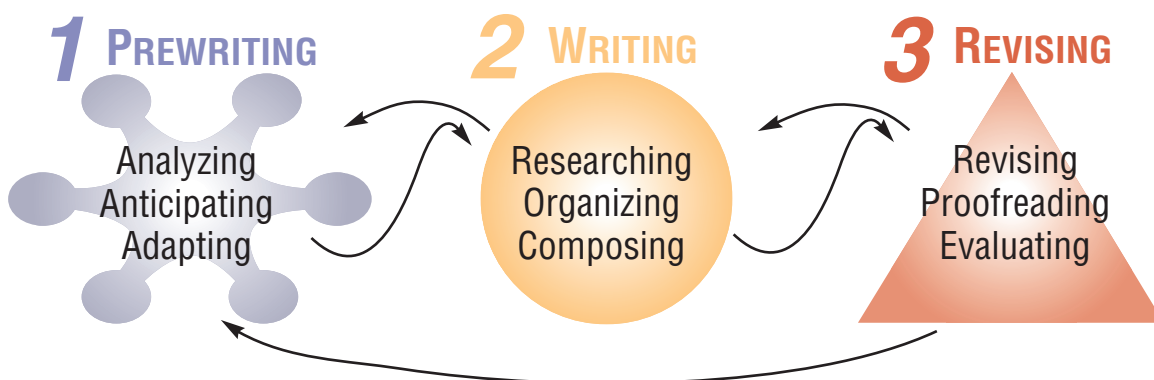 1 PREWRITING
Analyzing
Anticipating
Adapting
2 WRITING
Researching
Organizing
Composing
3 REVISING
Revising
Proofreading
Evaluating